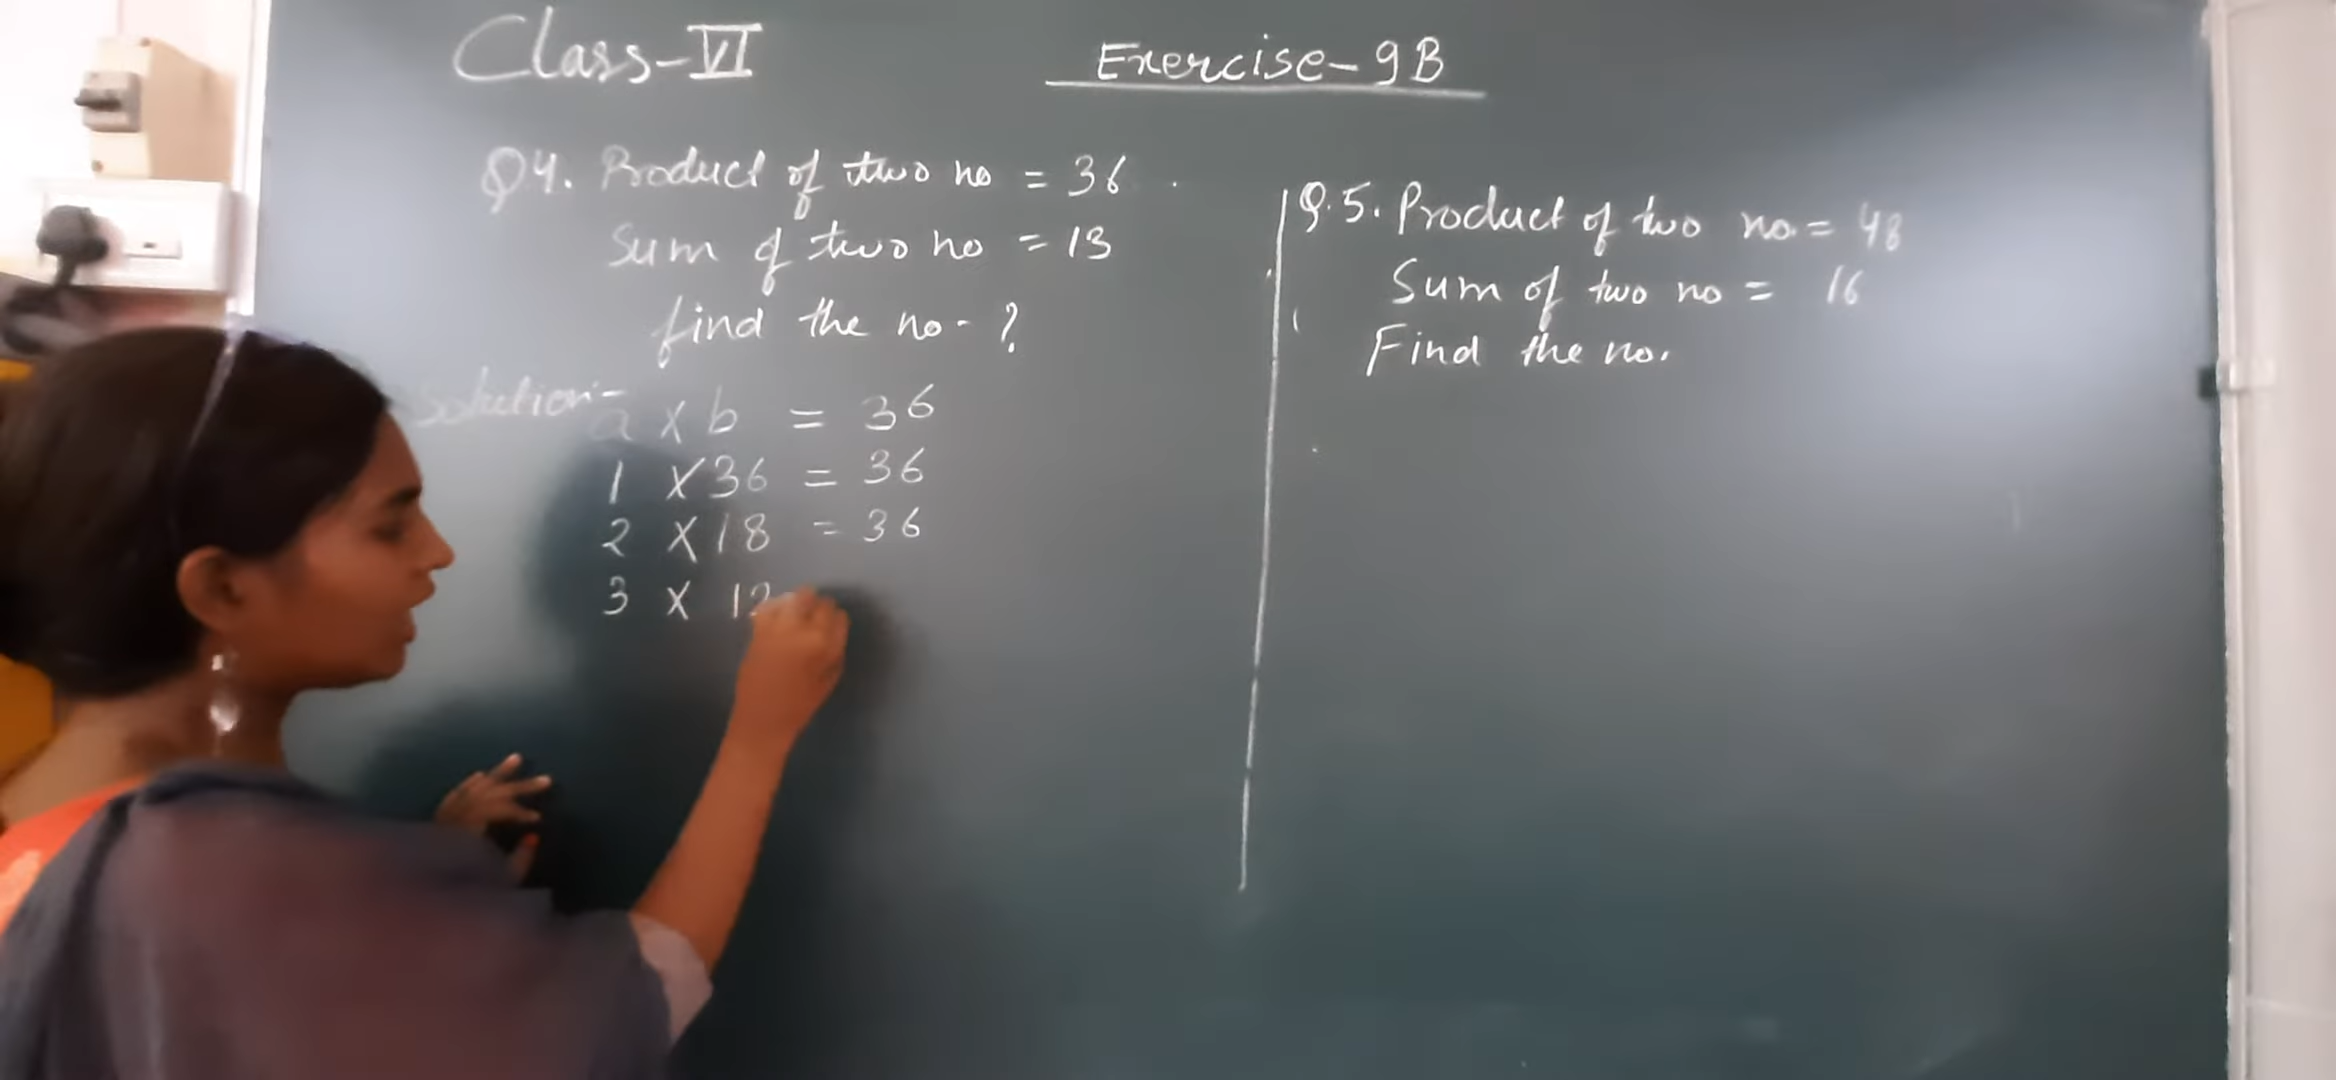 Class-VI
Exercise-9B
Q4. Product of two no = 36
Sum of two no = 13
find the no. ?
Solution:-
a x b = 36
1 x 36 = 36
2 x 18 = 36
3 x 12
Q.5. Product of two no. = 48
Sum of two no = 16
Find the no.